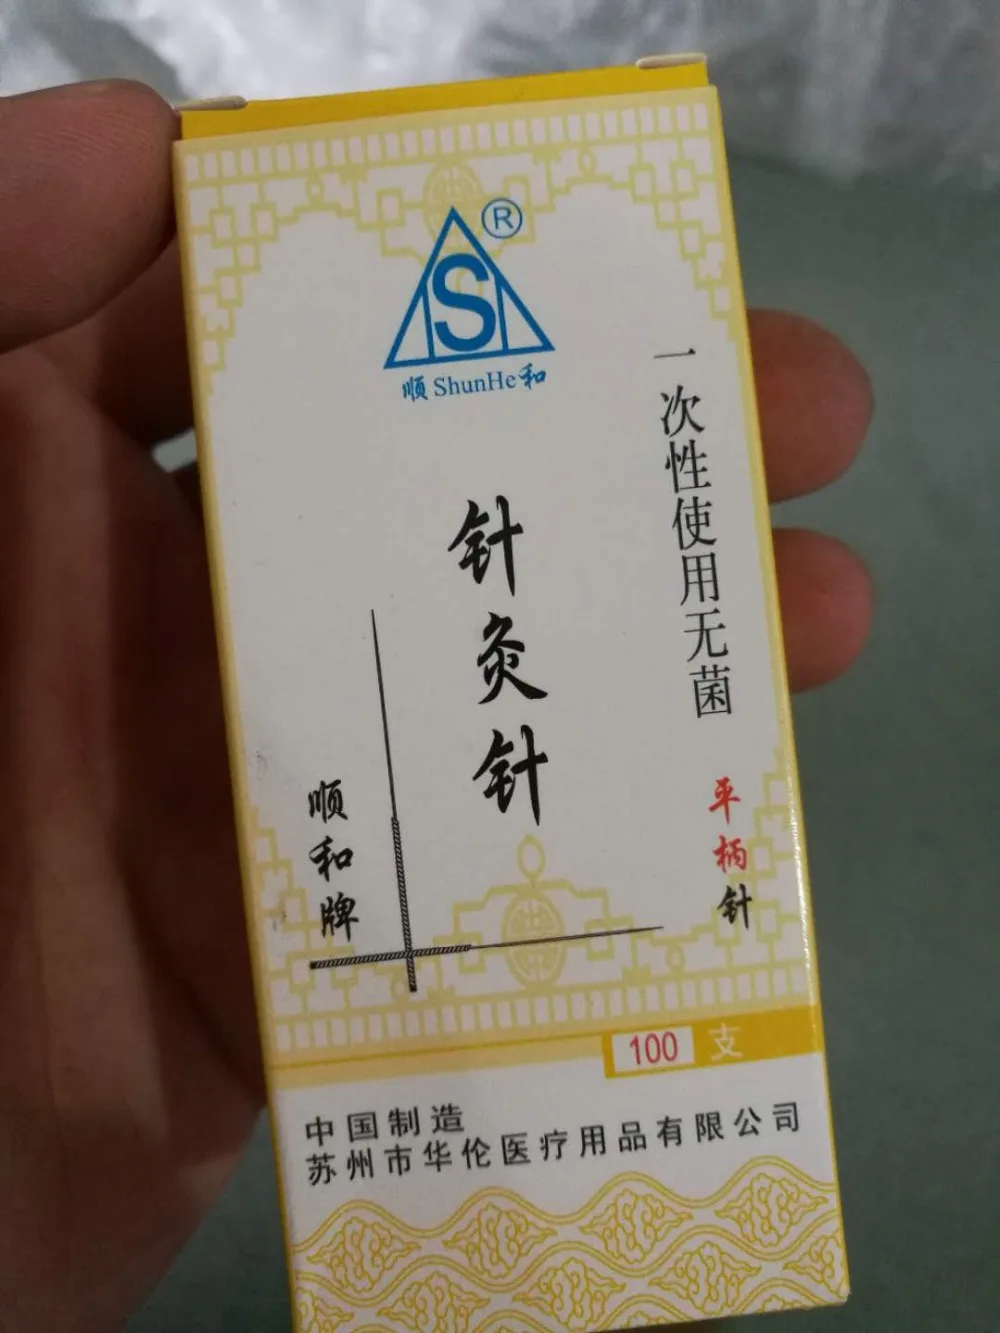 ®
S
顺 ShunHe 和
一次性使用无菌
针灸针
平柄针
顺和牌
100 支
中国制造
苏州市华伦医疗用品有限公司